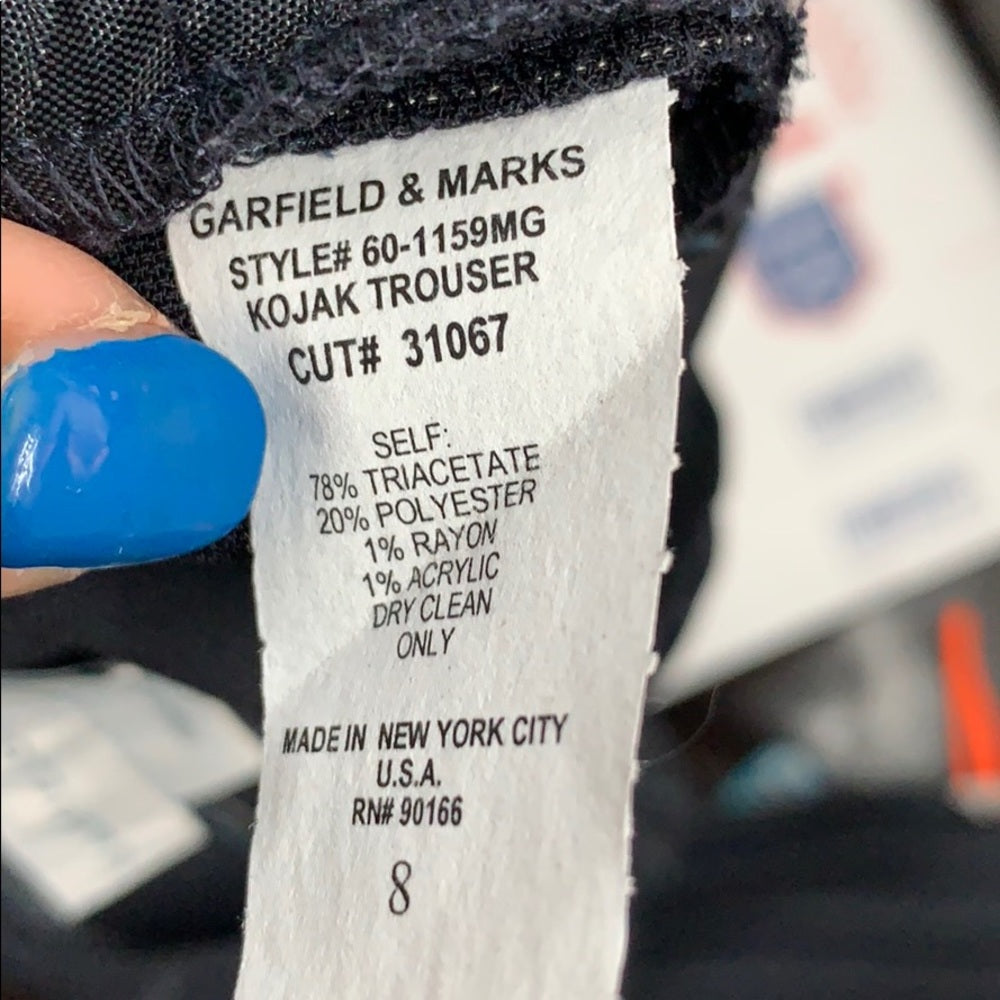 GARFIELD & MARKS
STYLE# 60-1159MG
KOJAK TROUSER
CUT# 31067
SELF:
78% TRIACETATE
20% POLYESTER
1% RAYON
1% ACRYLIC
DRY CLEAN
ONLY
MADE IN NEW YORK CITY
U.S.A.
RN# 90166
8